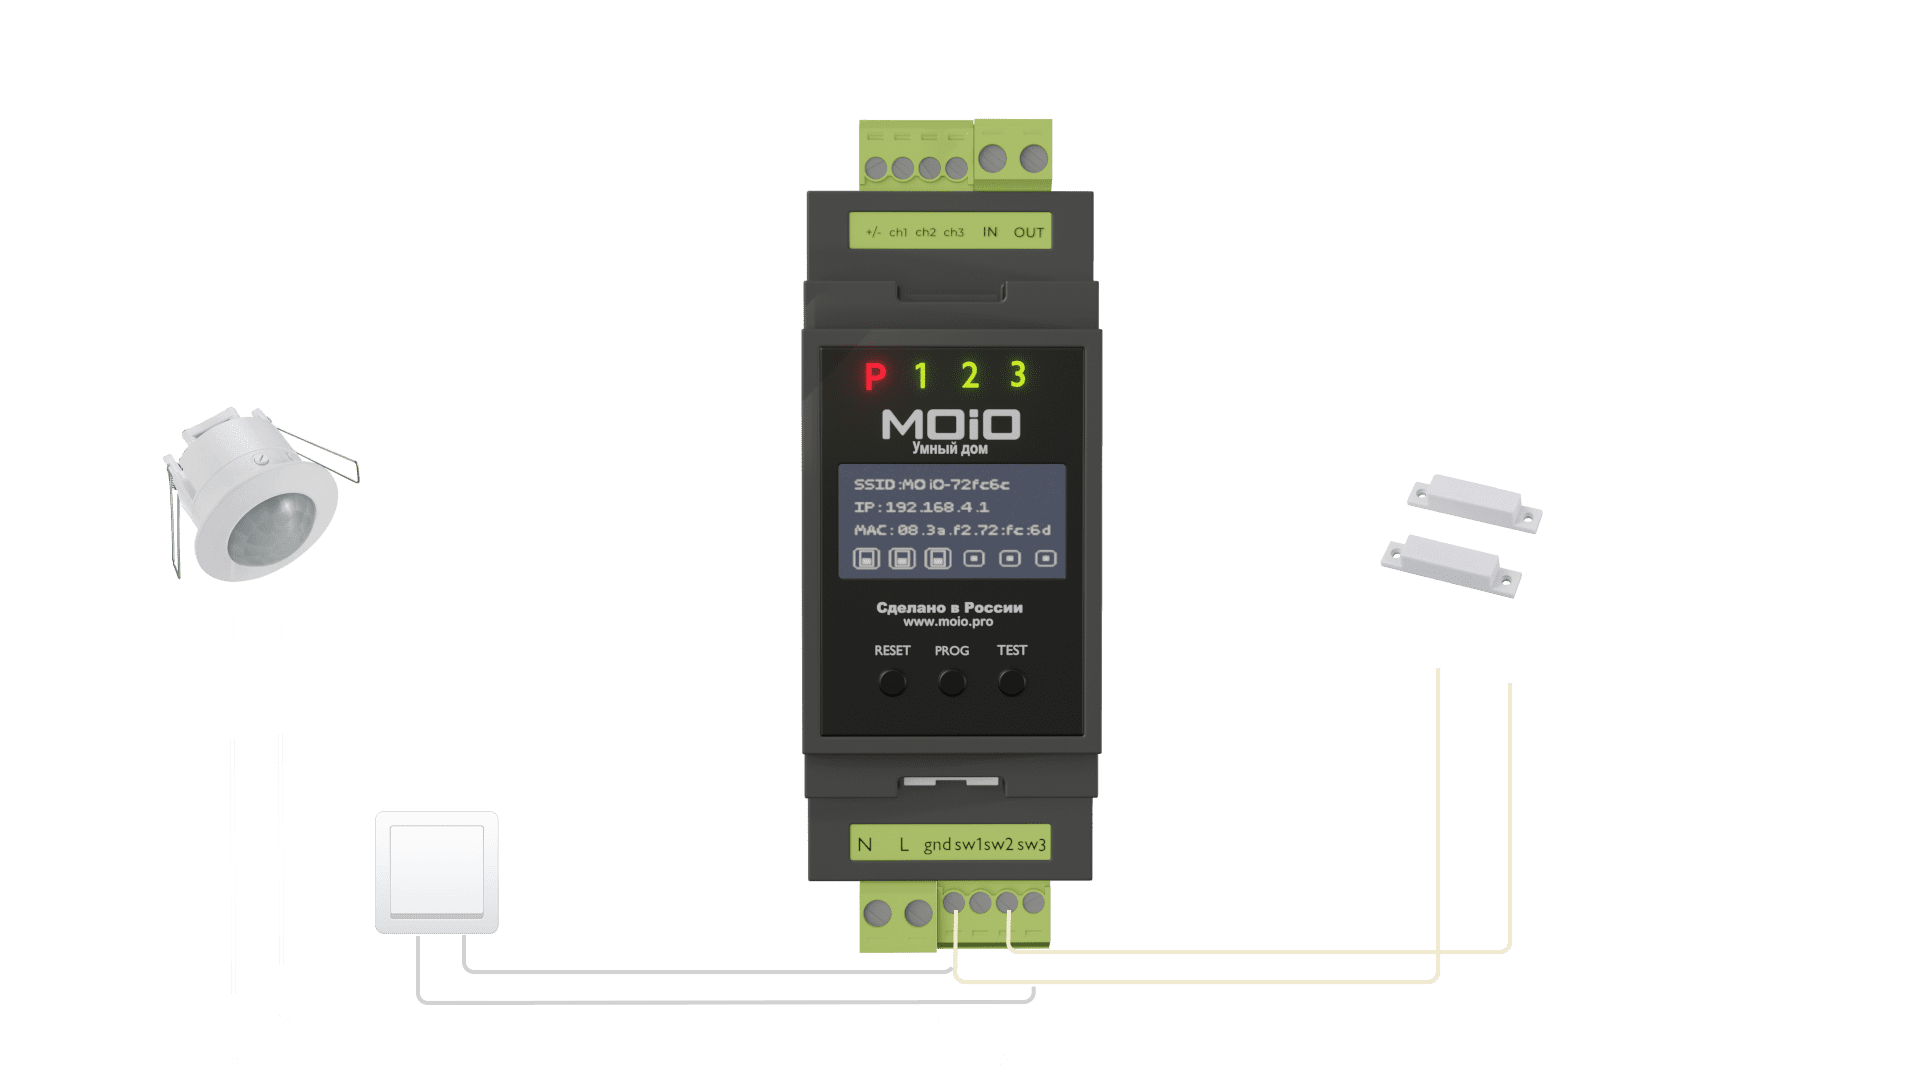 +/- ch1 ch2 ch3 IN OUT
P 1 2 3
MOiO
Умный дом
SSID:MOiO-72fc6c
IP:192.168.4.1
MAC:08.3a.f2.72:fc:6d
Сделано в России
www.moio.pro
RESET PROG TEST
N L gnd sw1 sw2 sw3